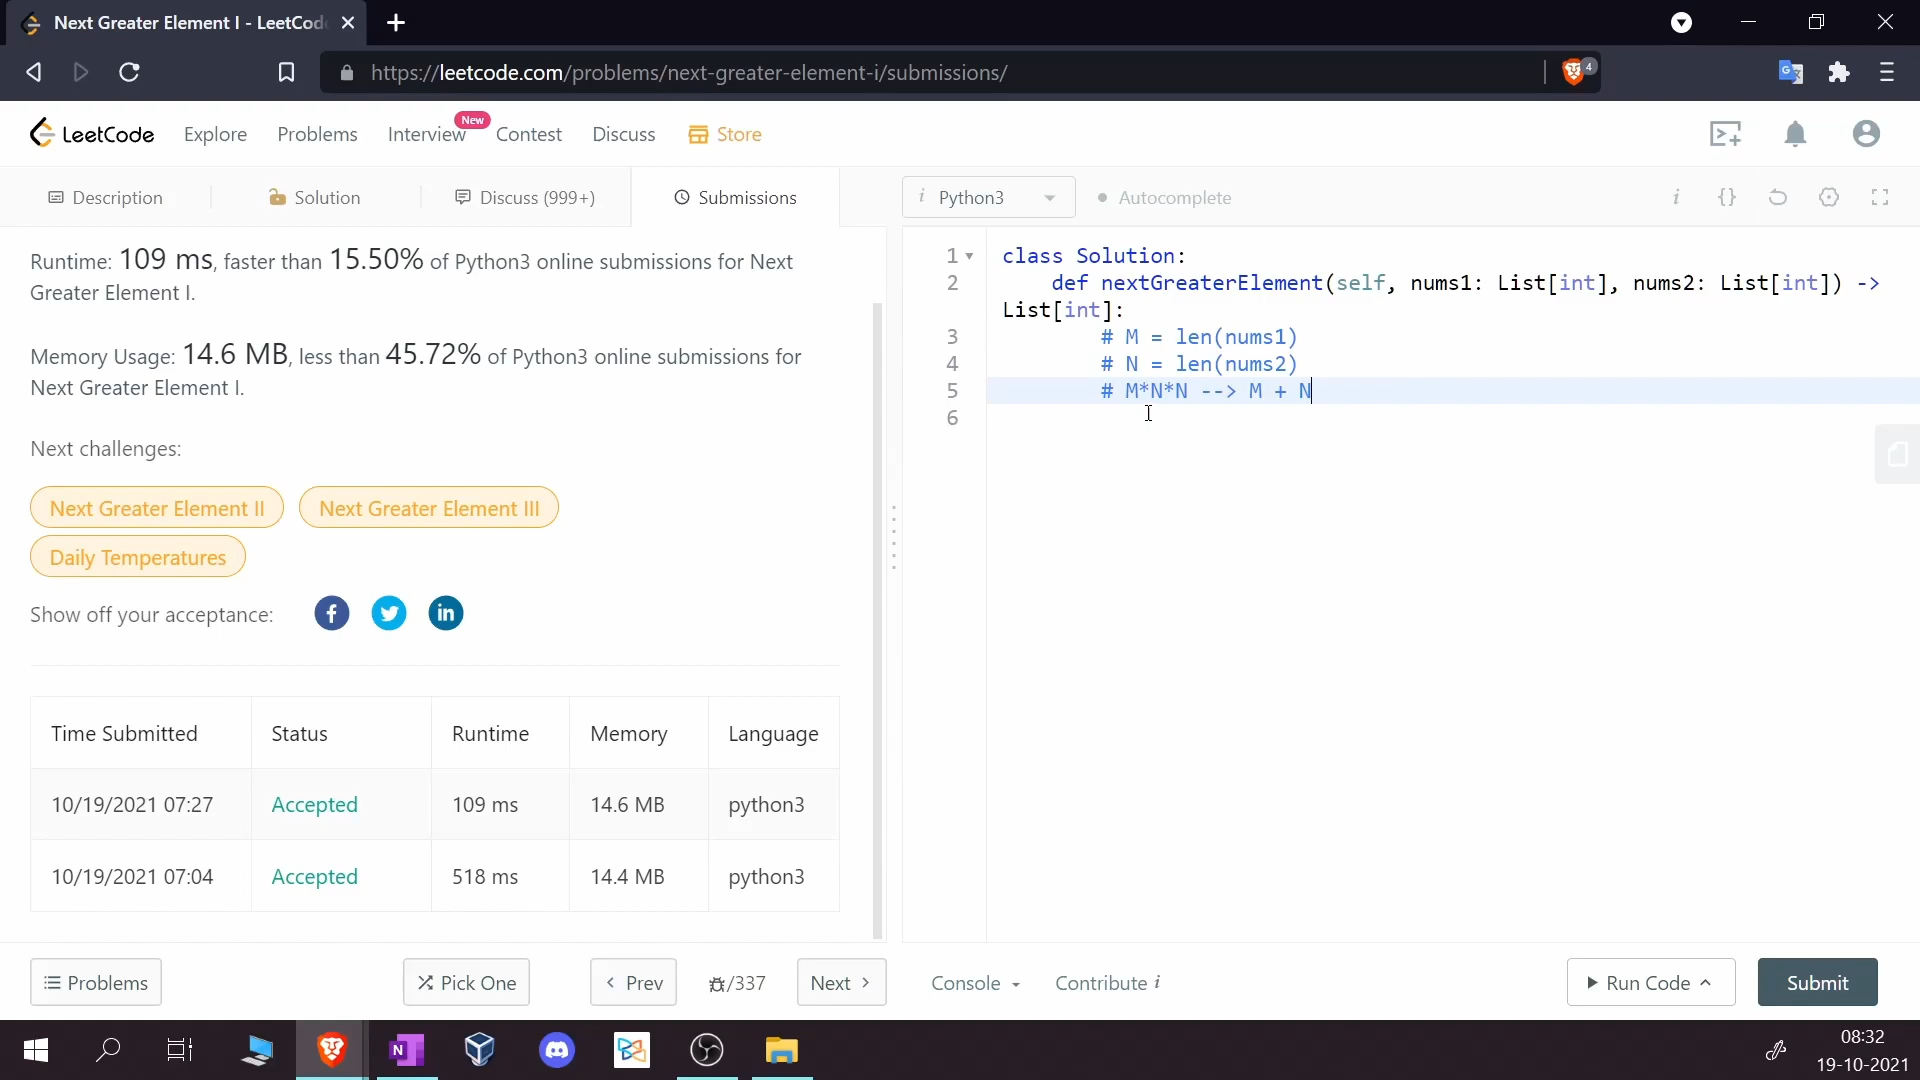 Next Greater Element I - LeetCod
https://leetcode.com/problems/next-greater-element-i/submissions/
4
LeetCode
Explore
Problems
Interview
New
Contest
Discuss
Store
Description
Solution
Discuss (999+)
Submissions
i Python3
Autocomplete
i {}
Runtime: 109 ms, faster than 15.50% of Python3 online submissions for Next
Greater Element I.
Memory Usage: 14.6 MB, less than 45.72% of Python3 online submissions for
Next Greater Element I.
Next challenges:
Next Greater Element II
Next Greater Element III
Daily Temperatures
Show off your acceptance:
Time Submitted Status Runtime Memory Language
10/19/2021 07:27 Accepted 109 ms 14.6 MB python3
10/19/2021 07:04 Accepted 518 ms 14.4 MB python3
1 class Solution:
2 def nextGreaterElement(self, nums1: List[int], nums2: List[int]) ->
List[int]:
3 # M = len(nums1)
4 # N = len(nums2)
5 # M*N*N --> M + N
6
Problems
Pick One
< Prev
/337
Next >
Console
Contribute i
Run Code
Submit
08:32
19-10-2021